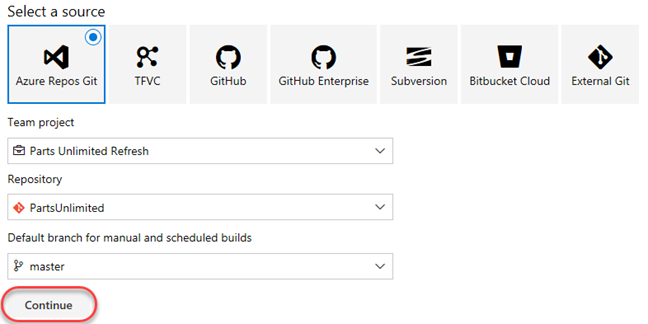 Select a source
Azure Repos Git
TFVC
GitHub
GitHub Enterprise
Subversion
Bitbucket Cloud
External Git
Team project
Parts Unlimited Refresh
Repository
PartsUnlimited
Default branch for manual and scheduled builds
master
Continue